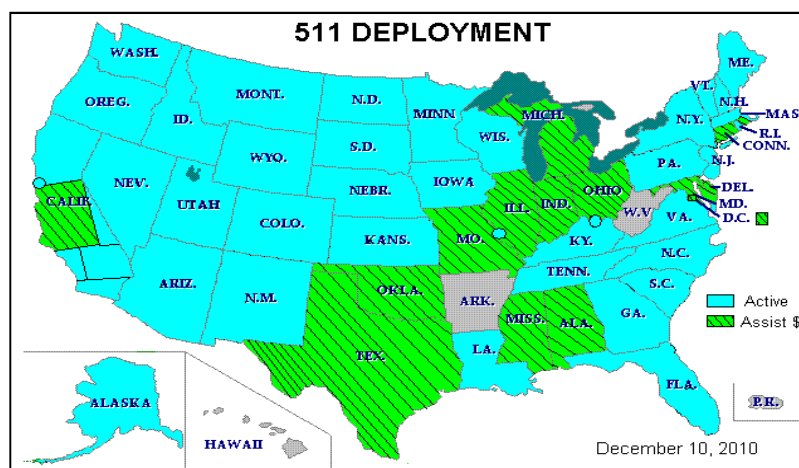 511 DEPLOYMENT
WASH.
ME.
MONT.
N.D.
VT.
OREG.
MINN
N.H.
ID.
MICH.
MAS
N.Y.
WIS.
S.D.
R.I.
CONN.
WYO.
PA.
N.J.
IOWA
NEV.
NEBR.
OHIO
DEL.
CALIF.
UTAH
ILL.
IND.
MD.
COLO.
W.V
VA.
D.C.
KANS.
MO.
KY.
N.C.
TENN.
ARIZ.
OKLA.
S.C.
N.M.
ARK.
Active
MISS.
ALA.
GA.
Assist $
TEX.
LA.
FLA.
ALASKA
P.R.
HAWAII
December 10, 2010